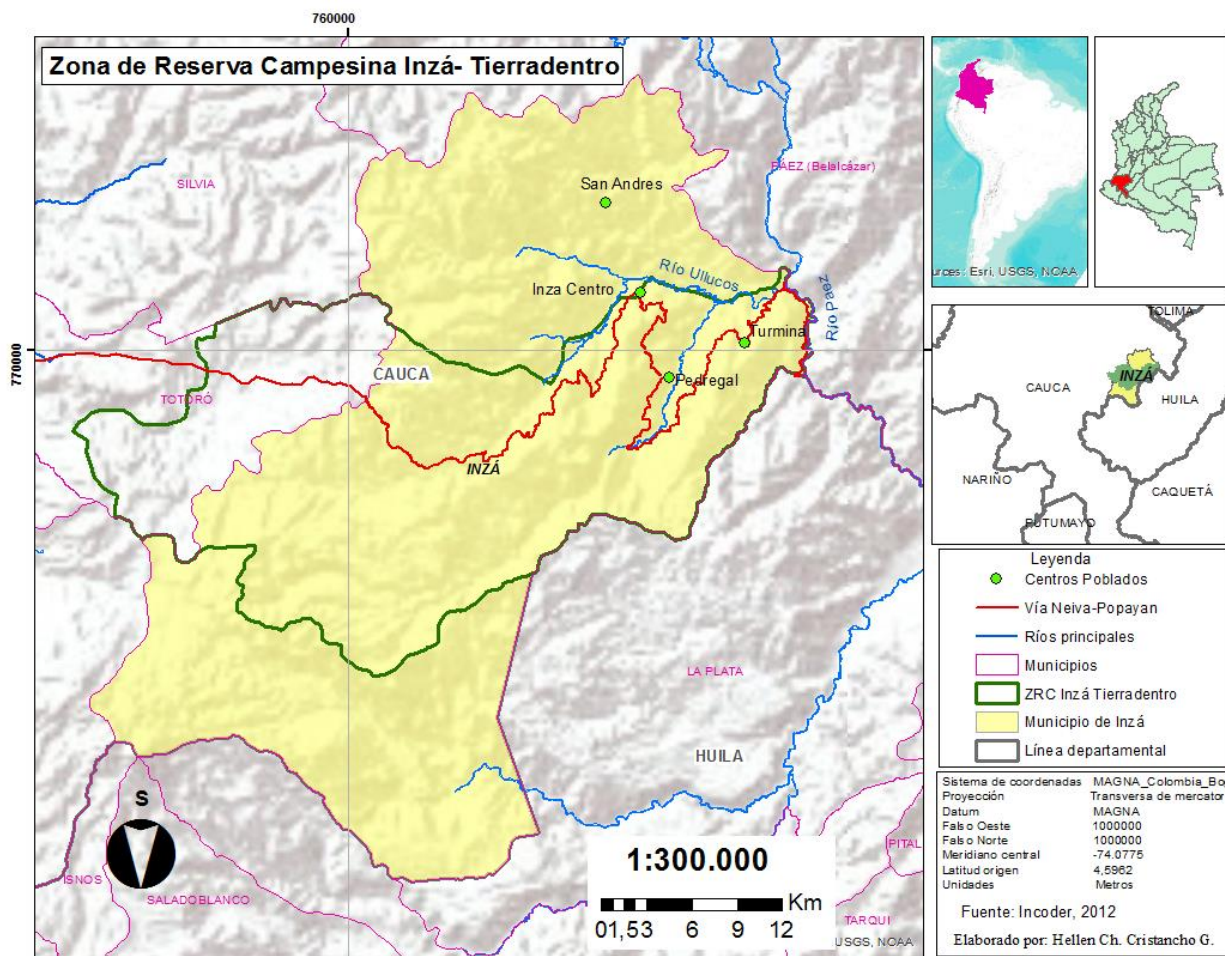 760000
Zona de Reserva Campesina Inzá- Tierradentro
PAEZ (Belalcázar)
SILVIA
San Andres
Río Ullucos
Inza Centro
Río Paez
Turmina
770000
CAUCA
Pedregal
TOTORÓ
INZÁ
LA PLATA
HUILA
S
1:300.000
Km
01,53 6 9 12
PITAL
ISNOS
SALADOBLANCO
TARQUI
USGS, NOAA
urces: Esri, USGS, NOAA
TOLIMA
CAUCA
INZÁ
HUILA
NARIÑO
CAQUETÁ
PUTUMAYO
Leyenda
Centros Poblados
Vía Neiva-Popayan
Ríos principales
Municipios
ZRC Inzá Tierradentro
Municipio de Inzá
Línea departamental
Sistema de coordenadas MAGNA_Colombia_Bo
Proyección Transversa de mercator
Datum MAGNA
Falso Oeste 1000000
Falso Norte 1000000
Meridiano central -74.0775
Latitud origen 4,5962
Unidades Metros
Fuente: Incoder, 2012
Elaborado por: Hellen Ch. Cristancho G.